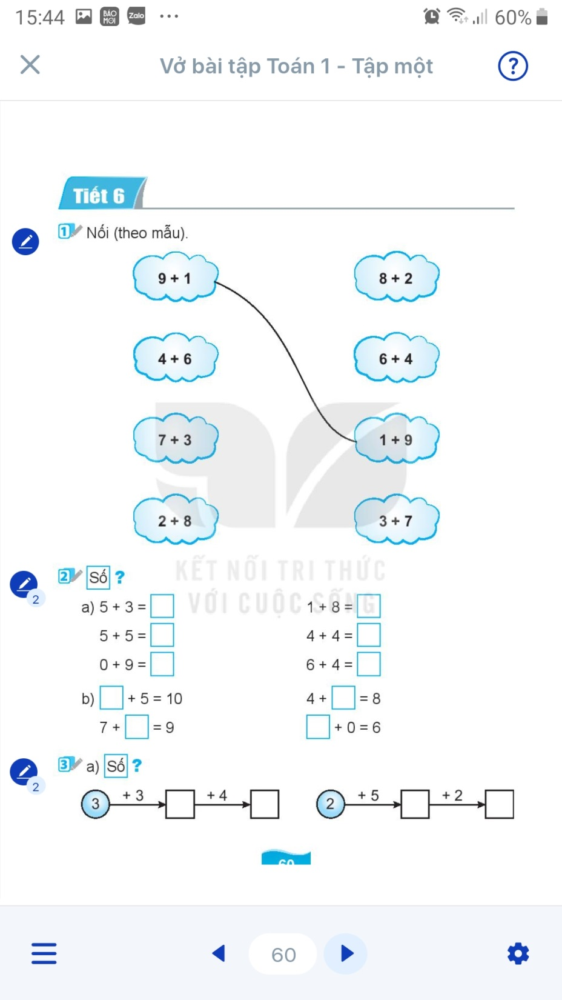 15:44 BÁO MỚI Zalo ... 60%
Vở bài tập Toán 1 - Tập một
?
Tiết 6
1 Nối (theo mẫu).
9 + 1 8 + 2
4 + 6 6 + 4
7 + 3 1 + 9
2 + 8 3 + 7
KẾT NỐI TRI THỨC
VỚI CUỘC SỐNG
2 2 Số ?
a) 5 + 3 = 1 + 8 =
5 + 5 = 4 + 4 =
0 + 9 = 6 + 4 =
b) + 5 = 10 4 + = 8
7 + = 9 + 0 = 6
2 3 a) Số ?
3 + 3 + 4 2 + 5 + 2
60
60